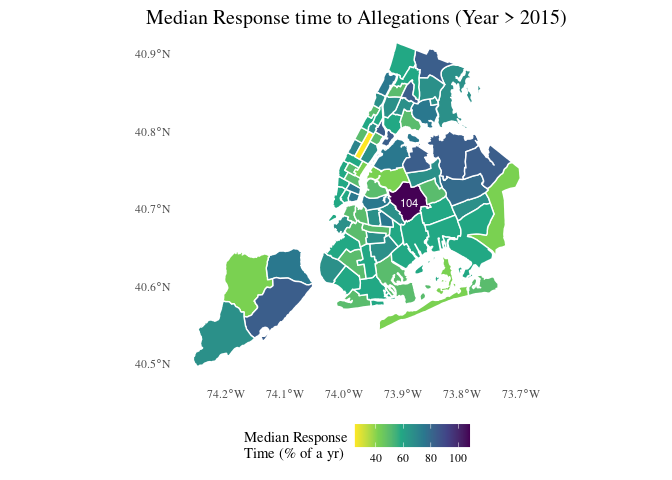 Median Response time to Allegations (Year > 2015)
40.9°N
40.8°N
40.7°N
40.6°N
40.5°N
104
74.2°W 74.1°W 74.0°W 73.9°W 73.8°W 73.7°W
Median Response
Time (% of a yr)
40 60 80 100